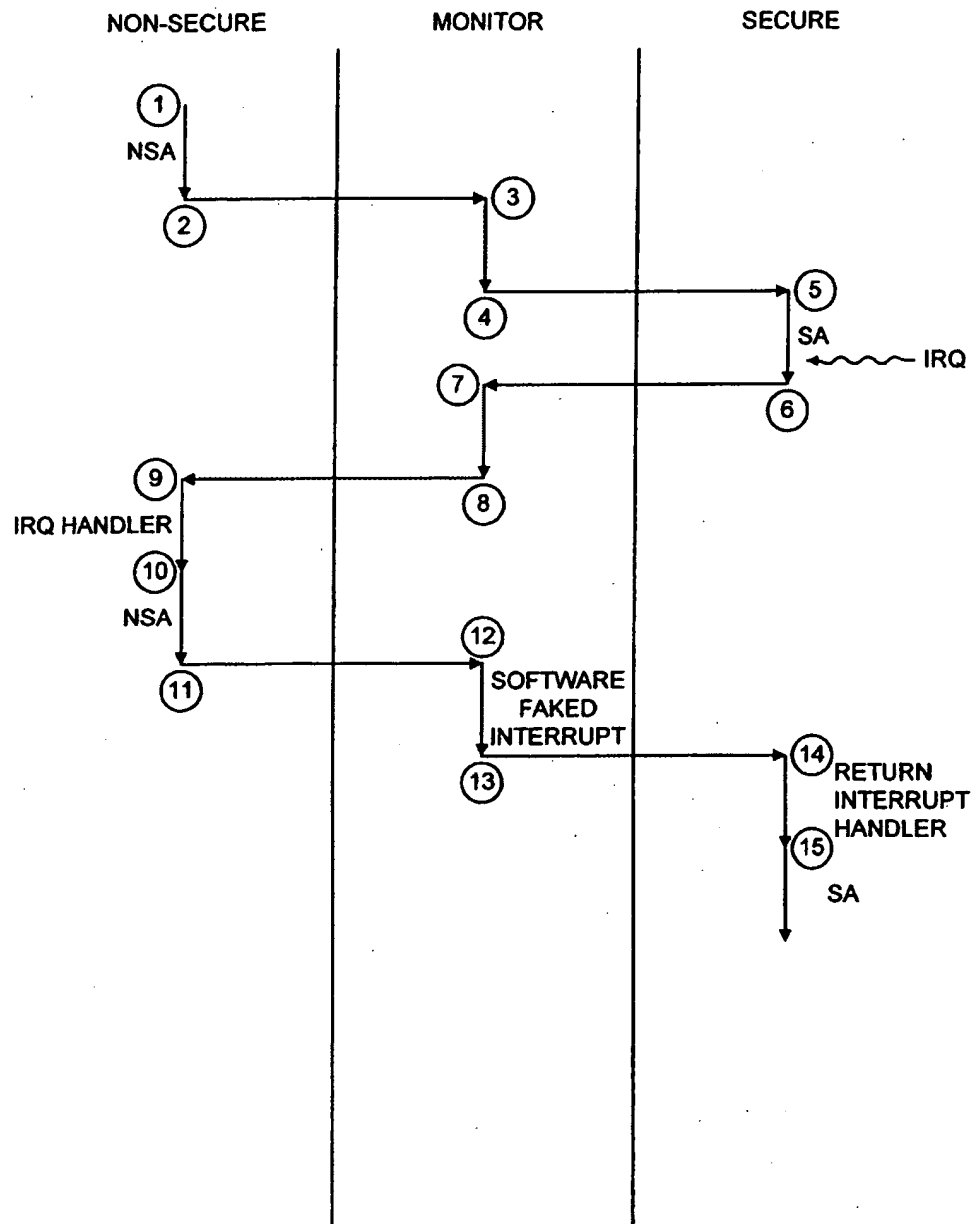 NON-SECURE MONITOR SECURE
1
NSA
2
3
4
5
SA
IRQ
6
7
8
9
IRQ HANDLER
10
NSA
11
12
SOFTWARE
FAKED
INTERRUPT
13
14
RETURN
INTERRUPT
HANDLER
15
SA